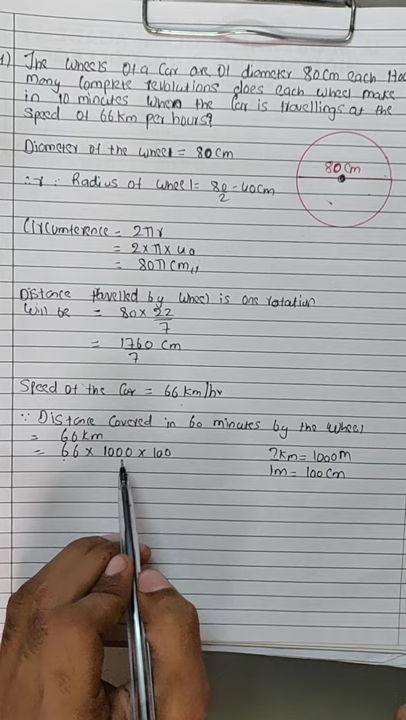 1) The wheels Of a Car are Of diameter 80cm each
many Complete revolutions does each wheel make
in 10 minutes When the Car is travellings at the
Speed of 66 km per hours?
80 cm
Diameter of the wheel = 80cm
∴ r = Radius of wheel = 80/2 = 40cm
Circumference = 2πr
= 2×π×40
= 80π cm,,
Distance travelled by wheel is one rotation
will be = 80 × 22/7
= 1760/7 cm
Speed of the Car = 66 km/hr
∵ Distance Covered in 60 minutes by the wheel
= 66km
= 66 × 1000 × 100
1km = 1000m
1m = 100cm